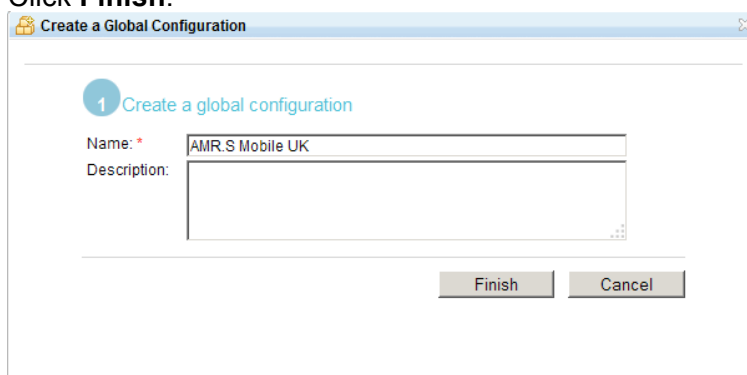 Click Finish.
Create a Global Configuration
1 Create a global configuration
Name: * AMR.S Mobile UK
Description:
Finish Cancel